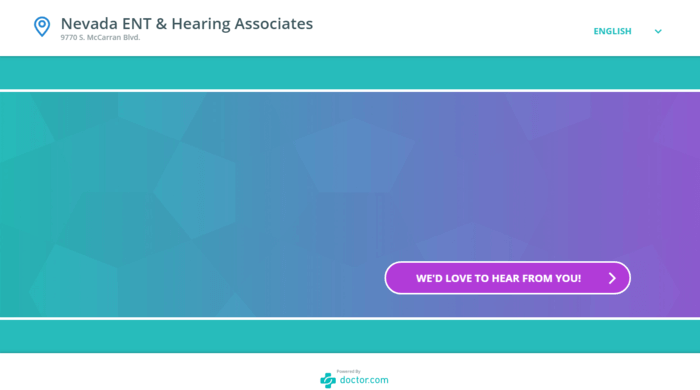 Nevada ENT & Hearing Associates
9770 S. McCarran Blvd.
ENGLISH
WE'D LOVE TO HEAR FROM YOU!
Powered By
doctor.com